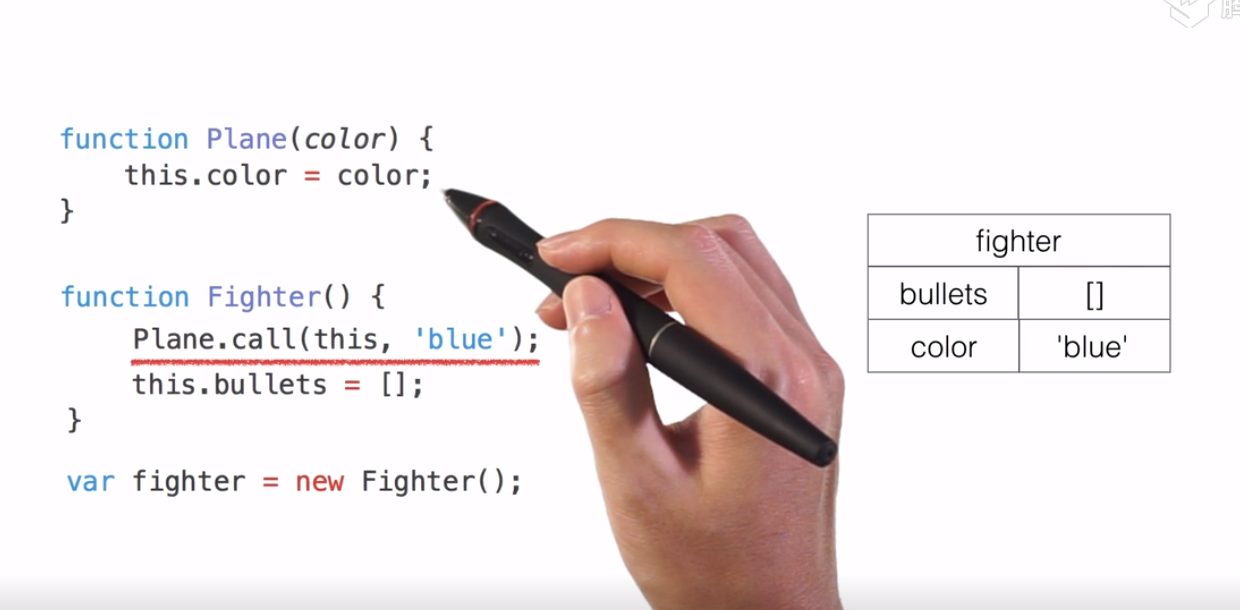 function Plane(color) {
    this.color = color;
}
function Fighter() {
    Plane.call(this, 'blue');
    this.bullets = [];
}
var fighter = new Fighter();
fighter
bullets []
color 'blue'